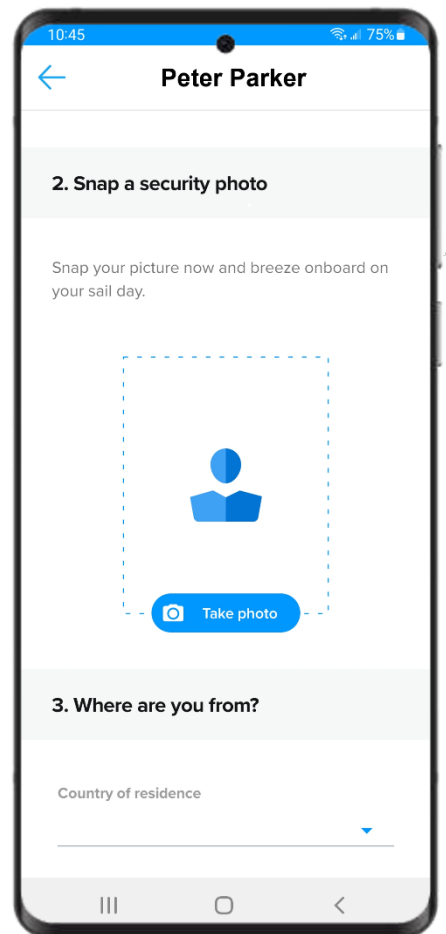 10:45
75%
Peter Parker
2. Snap a security photo
Snap your picture now and breeze onboard on
your sail day.
Take photo
3. Where are you from?
Country of residence